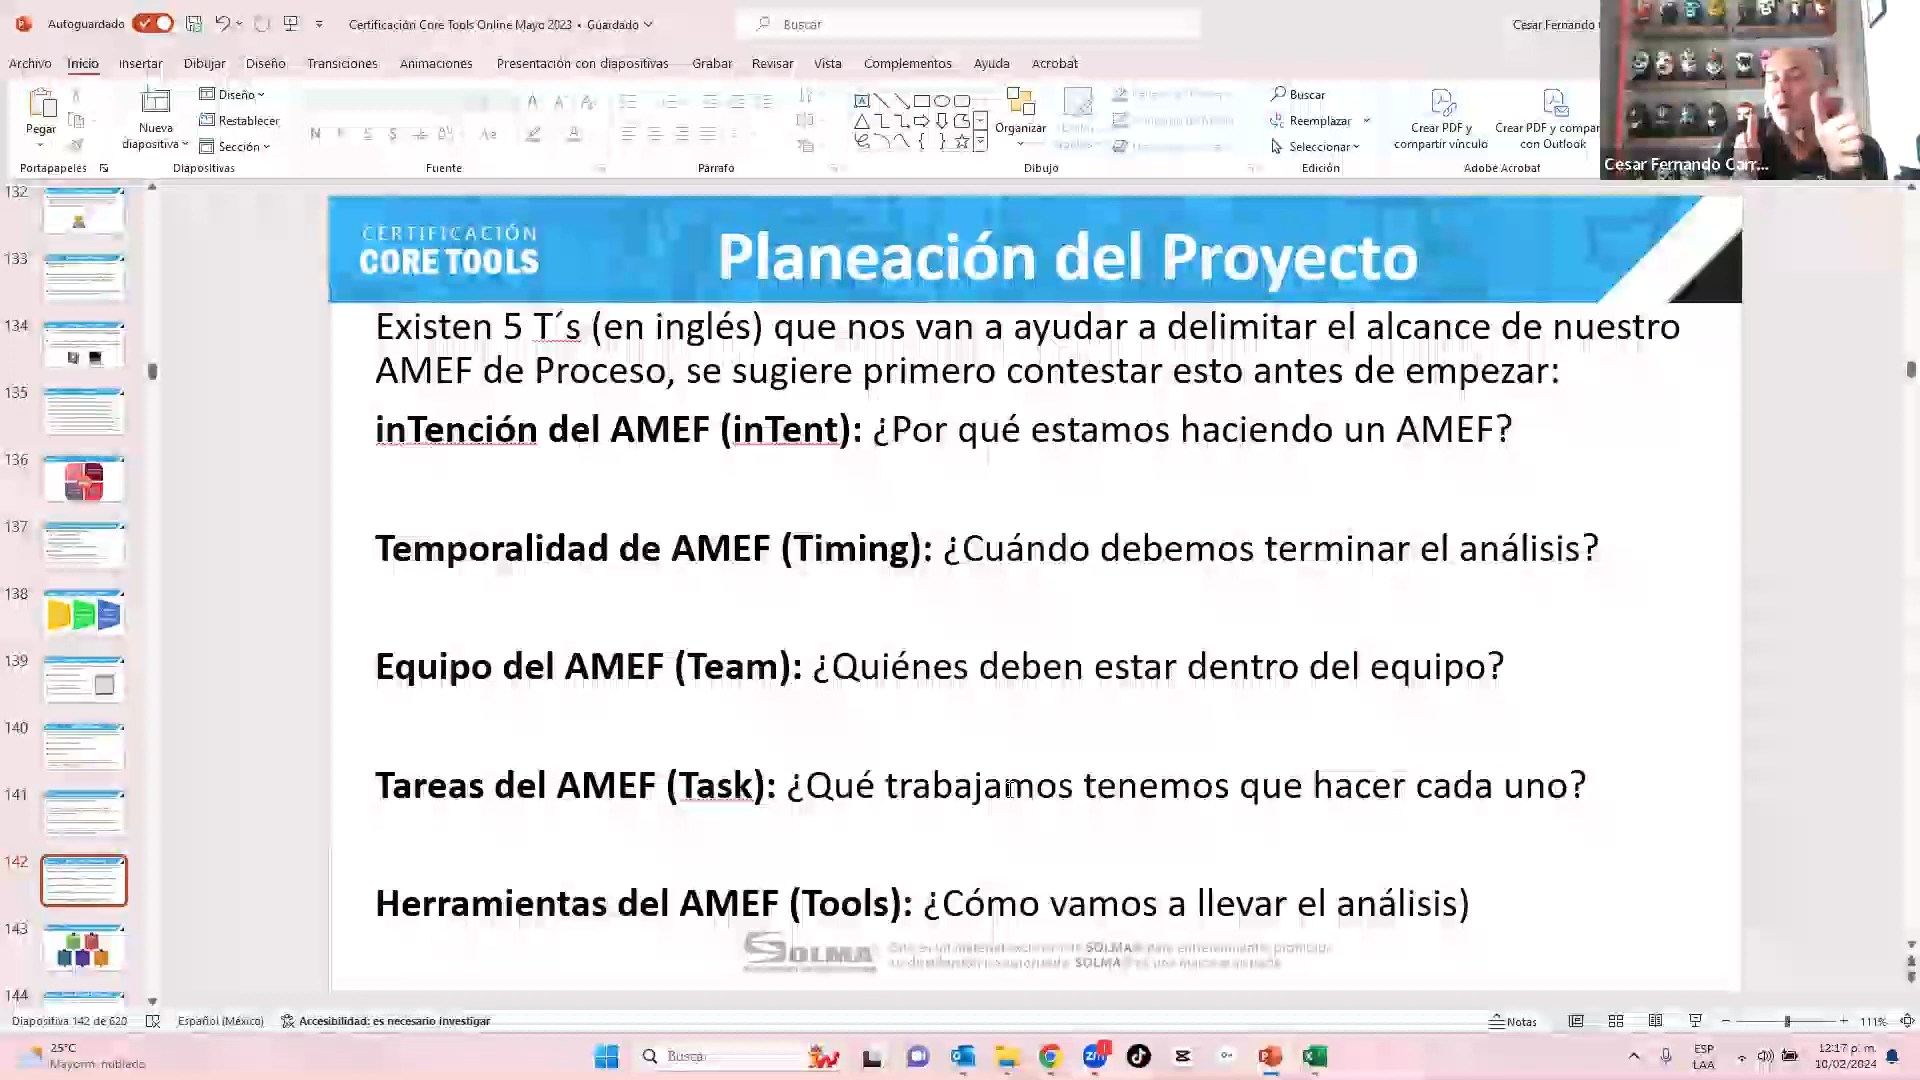 Autoguardado
Certificación Core Tools Online Mayo 2023 • Guardado
Buscar
Cesar Fernando
Archivo Inicio Insertar Dibujar Diseño Transiciones Animaciones Presentación con diapositivas Grabar Revisar Vista Complementos Ayuda Acrobat
Pegar
Nueva diapositiva
Diseño
Restablecer
Sección
Organizar
Buscar
Reemplazar
Seleccionar
Crear PDF y compartir vínculo
Crear PDF y compar con Outlook
Portapapeles Diapositivas Fuente Párrafo Dibujo Edición Adobe Acrobat
Cesar Fernando Carr...
132
133
134
135
136
137
138
139
140
141
142
143
144
CERTIFICACIÓN
CORE TOOLS
Planeación del Proyecto
Existen 5 T´s (en inglés) que nos van a ayudar a delimitar el alcance de nuestro
AMEF de Proceso, se sugiere primero contestar esto antes de empezar:
inTención del AMEF (inTent): ¿Por qué estamos haciendo un AMEF?
Temporalidad de AMEF (Timing): ¿Cuándo debemos terminar el análisis?
Equipo del AMEF (Team): ¿Quiénes deben estar dentro del equipo?
Tareas del AMEF (Task): ¿Qué trabajamos tenemos que hacer cada uno?
Herramientas del AMEF (Tools): ¿Cómo vamos a llevar el análisis)
SOLMA
Diapositiva 142 de 620 Español (México) Accesibilidad: es necesario investigar
Notas
111%
25°C
Mayorm. nublado
Busca
ESP
LAA
12:17 p. m.
10/02/2024